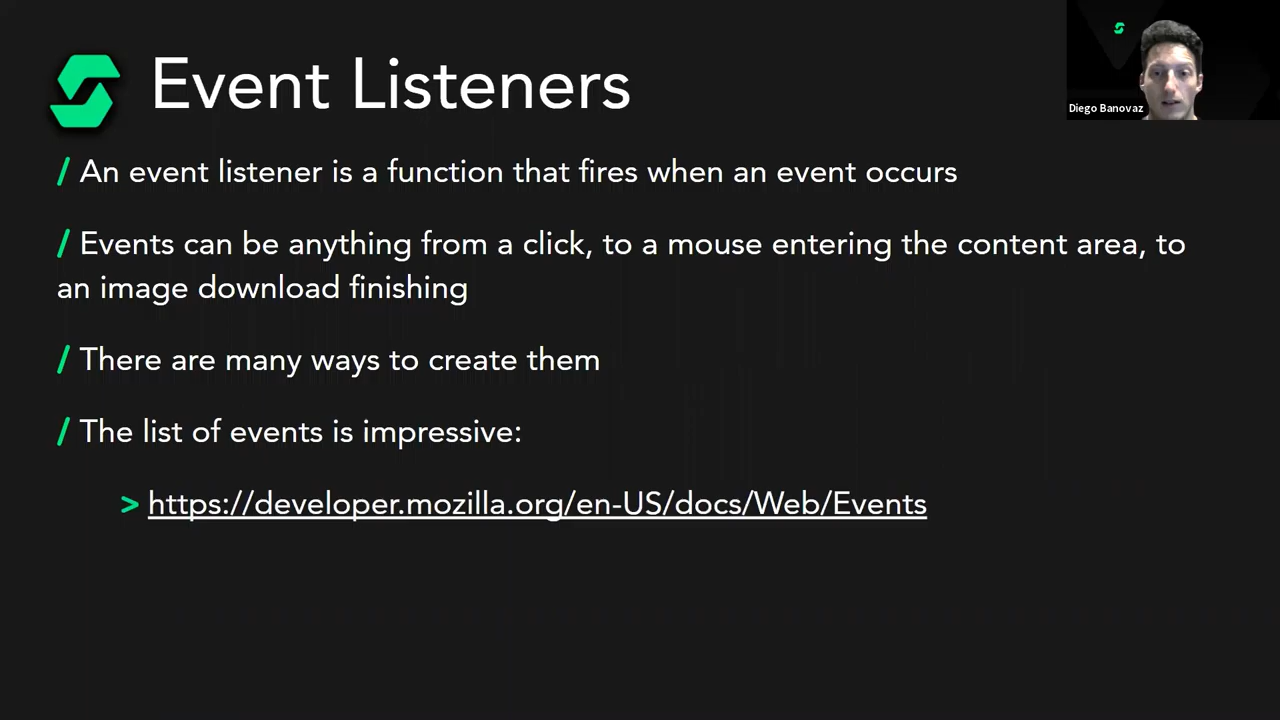 Event Listeners
Diego Banovaz
/ An event listener is a function that fires when an event occurs
/ Events can be anything from a click, to a mouse entering the content area, to
an image download finishing
/ There are many ways to create them
/ The list of events is impressive:
> https://developer.mozilla.org/en-US/docs/Web/Events